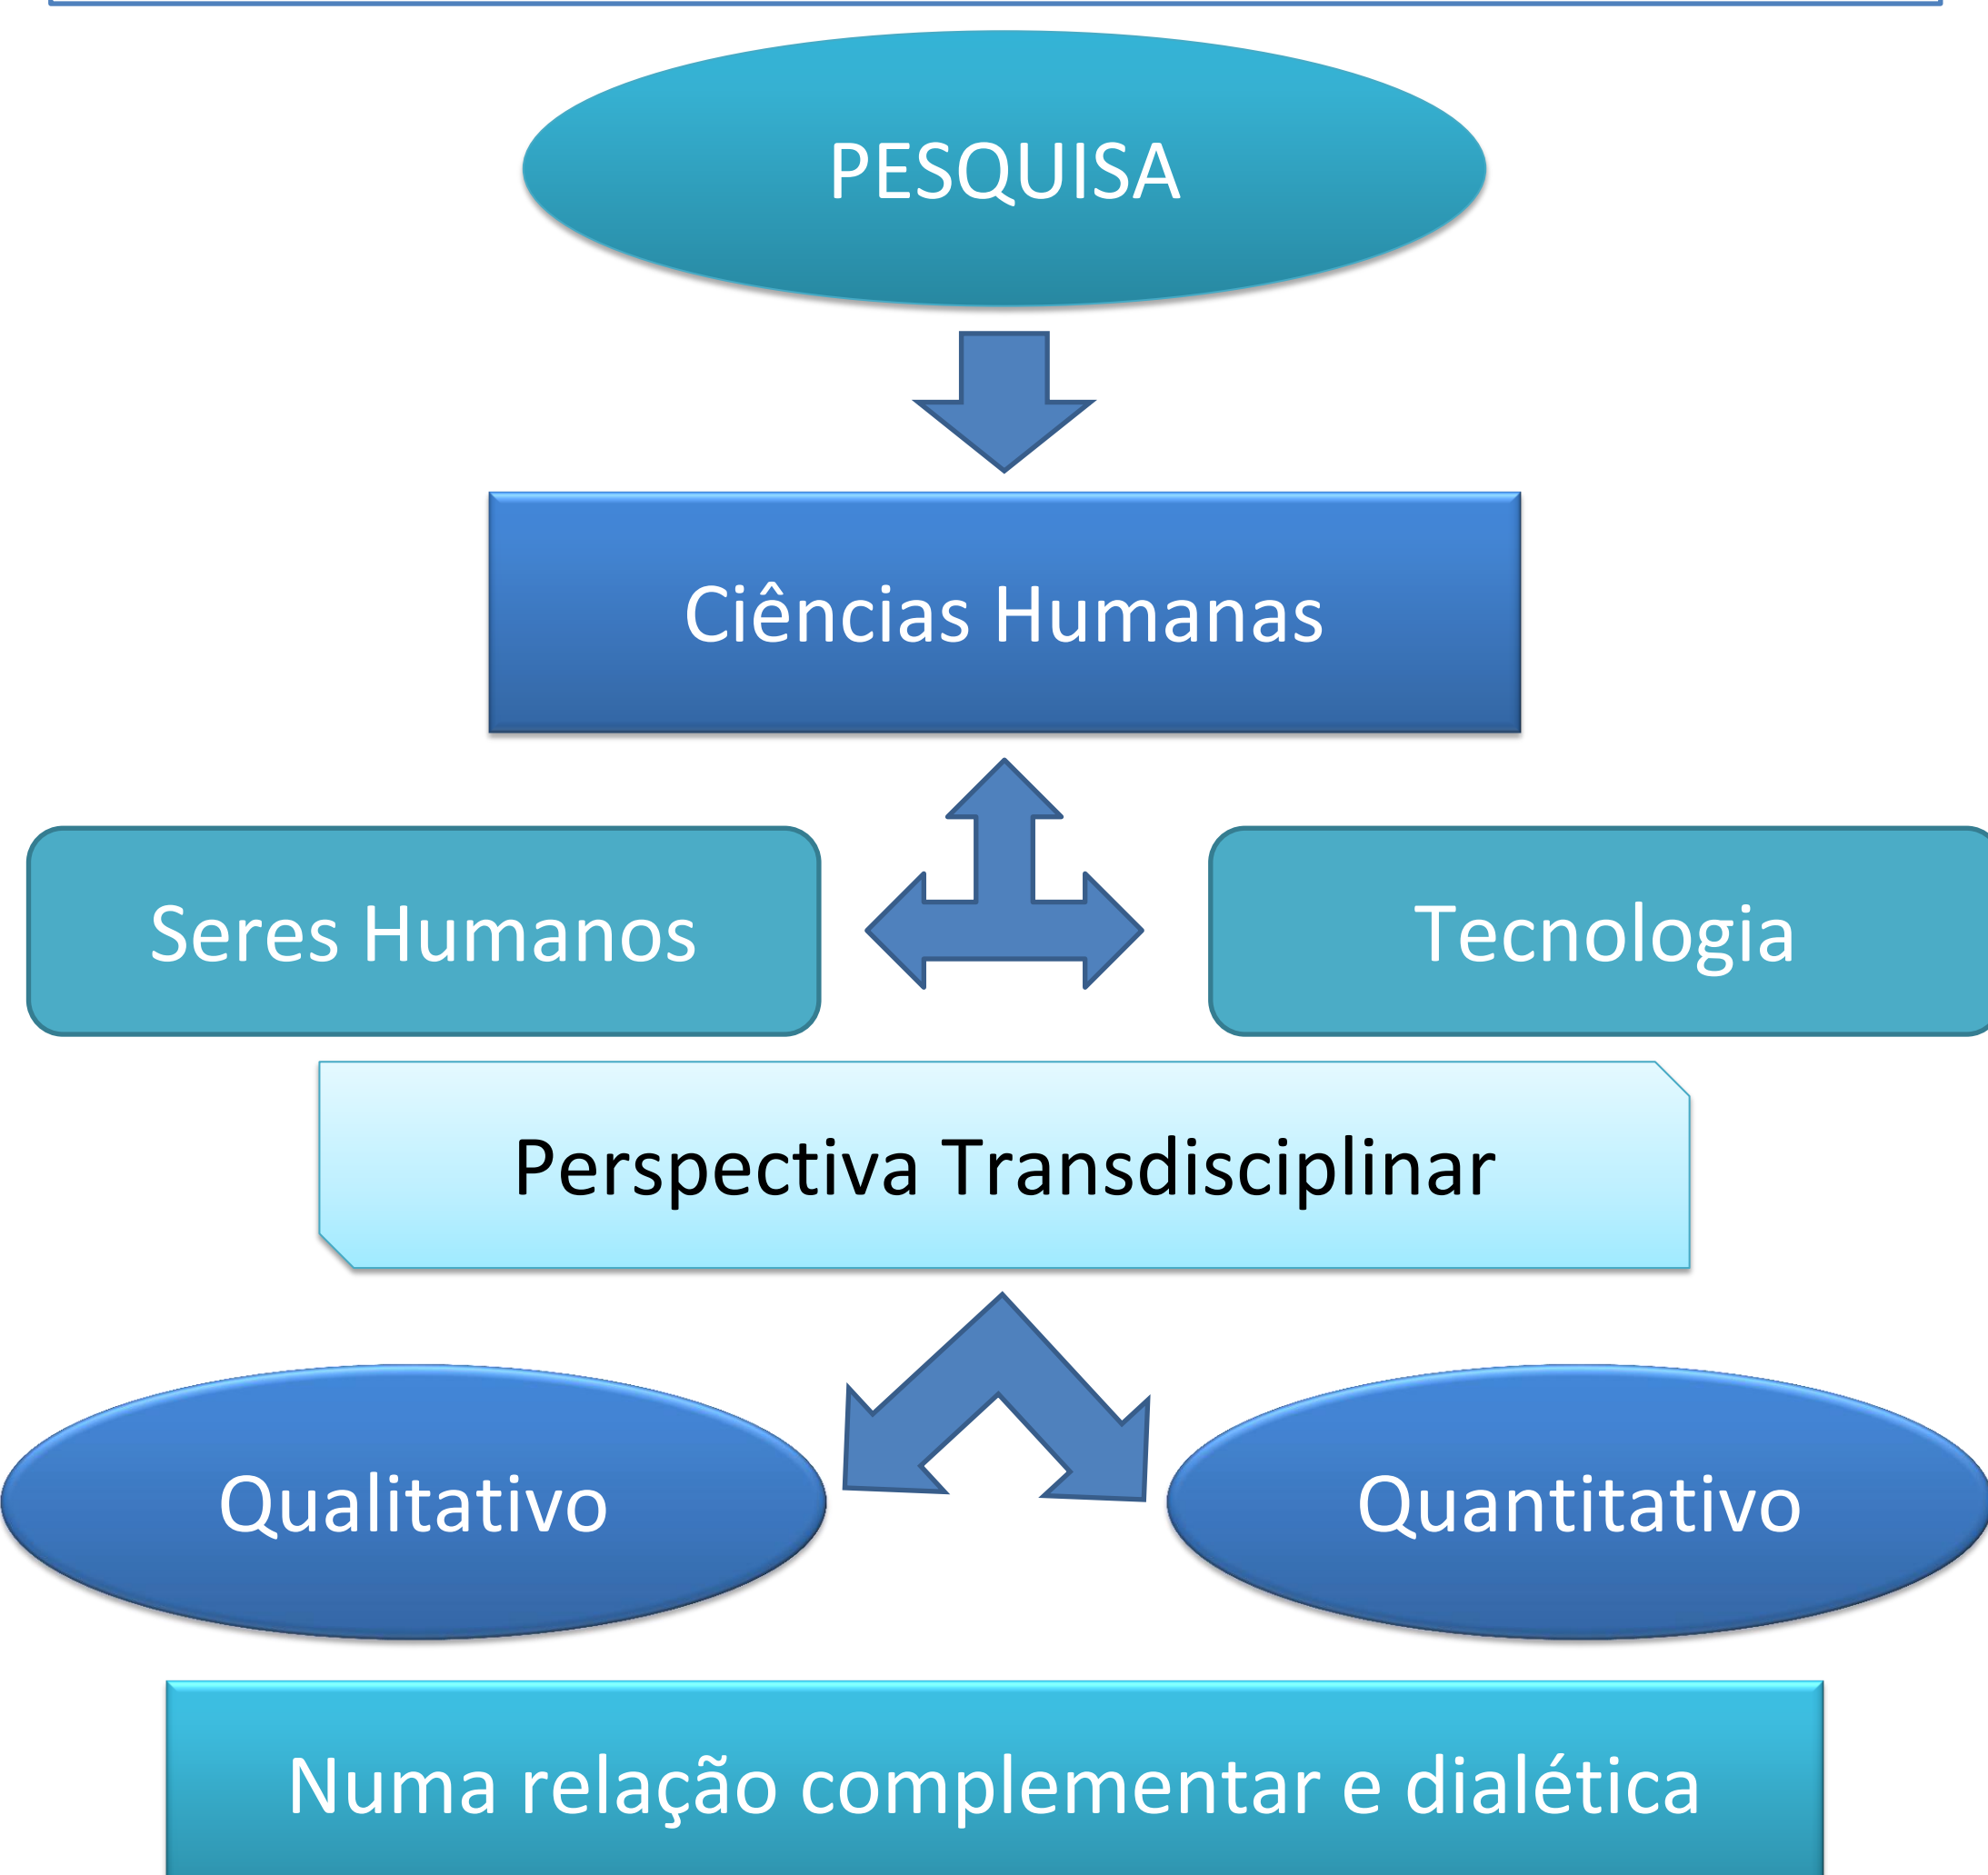 PESQUISA
Ciências Humanas
Seres Humanos
Tecnologia
Perspectiva Transdisciplinar
Qualitativo
Quantitativo
Numa relação complementar e dialética